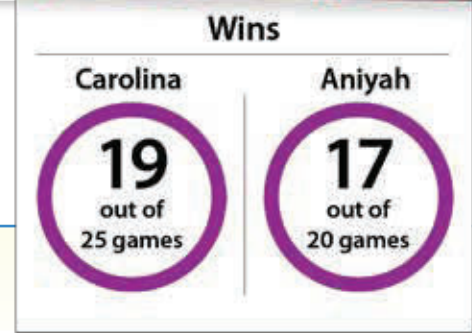 Wins
Carolina
19
out of
25 games
Aniyah
17
out of
20 games